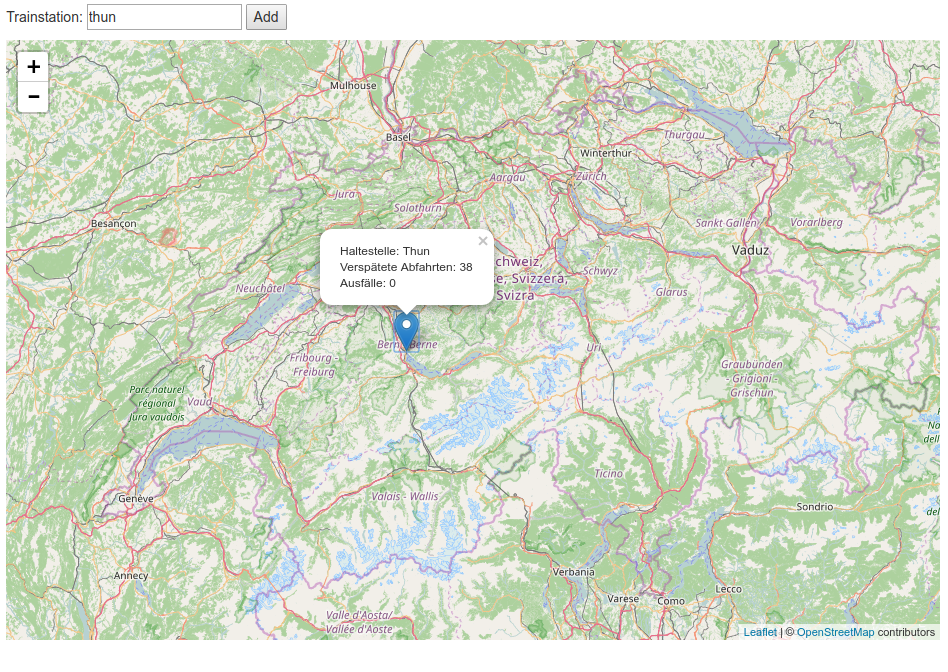 Trainstation: thun Add
+
−
Mulhouse
Basel
Thurgau
Winterthur
Aargau
Zürich
Jura
Solothurn
Besançon
Sankt Gallen
Vorarlberg
Vaduz
×
Haltestelle: Thun
Verspätete Abfahrten: 38
Ausfälle: 0
chweiz,
se, Svizzera,
Svizra
Schwyz
Neuchâtel
Glarus
Bern Berne
Uri
Fribourg -
Freiburg
Graubünden
- Grigioni -
Grischun
Parc naturel
régional
Jura vaudois
Vaud
No
dell
Ticino
Genève
Valais - Wallis
Sondrio
del
Annecy
Verbania
Lecco
Varese
Como
Valle d'Aosta/
Vallée d'Aoste
Leaflet | © OpenStreetMap contributors